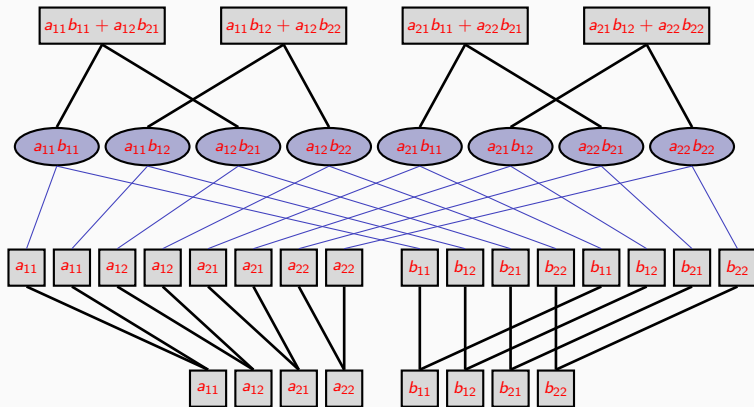 a₁₁b₁₁ + a₁₂b₂₁ a₁₁b₁₂ + a₁₂b₂₂ a₂₁b₁₁ + a₂₂b₂₁ a₂₁b₁₂ + a₂₂b₂₂
a₁₁b₁₁ a₁₁b₁₂ a₁₂b₂₁ a₁₂b₂₂ a₂₁b₁₁ a₂₁b₁₂ a₂₂b₂₁ a₂₂b₂₂
a₁₁ a₁₁ a₁₂ a₁₂ a₂₁ a₂₁ a₂₂ a₂₂ b₁₁ b₁₂ b₂₁ b₂₂ b₁₁ b₁₂ b₂₁ b₂₂
a₁₁ a₁₂ a₂₁ a₂₂ b₁₁ b₁₂ b₂₁ b₂₂